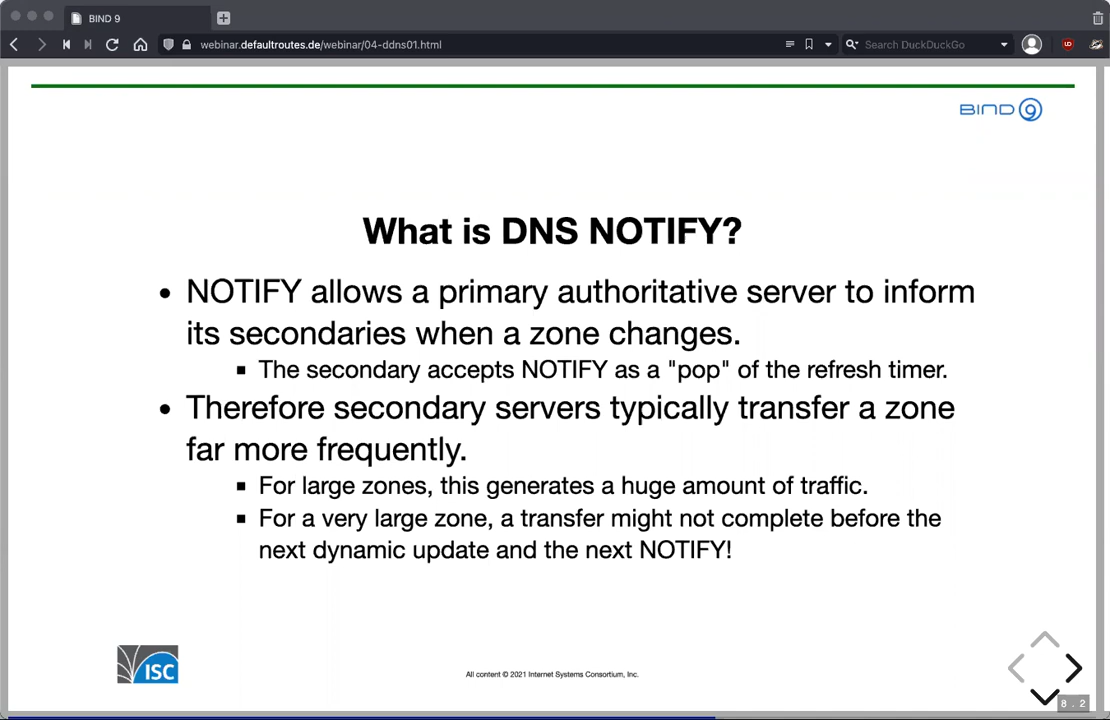 BIND 9
webinar.defaultroutes.de/webinar/04-ddns01.html
Search DuckDuckGo
BIND 9
What is DNS NOTIFY?
NOTIFY allows a primary authoritative server to inform
its secondaries when a zone changes.
The secondary accepts NOTIFY as a "pop" of the refresh timer.
Therefore secondary servers typically transfer a zone
far more frequently.
For large zones, this generates a huge amount of traffic.
For a very large zone, a transfer might not complete before the
next dynamic update and the next NOTIFY!
ISC
All content © 2021 Internet Systems Consortium, Inc.
8 . 2